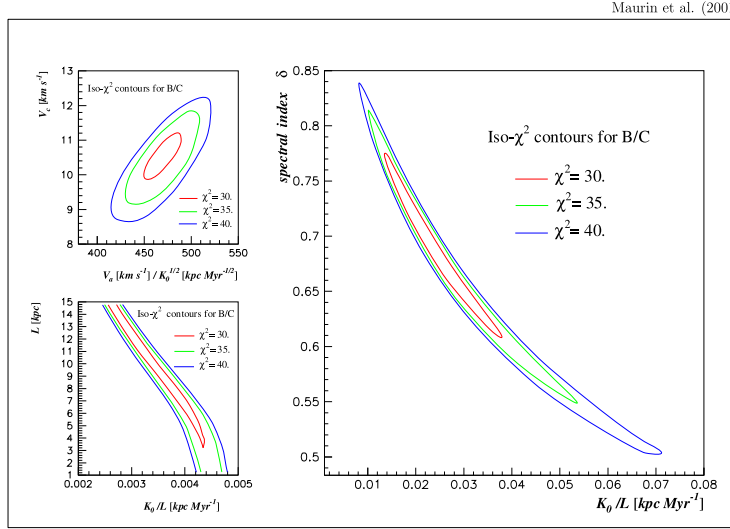 Maurin et al. (200
13
12
11
10
9
8
V_c [km s^-1]
Iso-χ² contours for B/C
χ²= 30.
χ²= 35.
χ²= 40.
400 450 500 550
V_a [km s^-1] / K_0^1/2 [kpc Myr^-1/2]
15
14
13
12
11
10
9
8
7
6
5
4
3
2
1
L [kpc]
Iso-χ² contours for B/C
χ²= 30.
χ²= 35.
χ²= 40.
0.002 0.003 0.004 0.005
K_0/L [kpc Myr^-1]
0.85
0.8
0.75
0.7
0.65
0.6
0.55
0.5
spectral index δ
Iso-χ² contours for B/C
χ²= 30.
χ²= 35.
χ²= 40.
0.01 0.02 0.03 0.04 0.05 0.06 0.07 0.08
K_0/L [kpc Myr^-1]